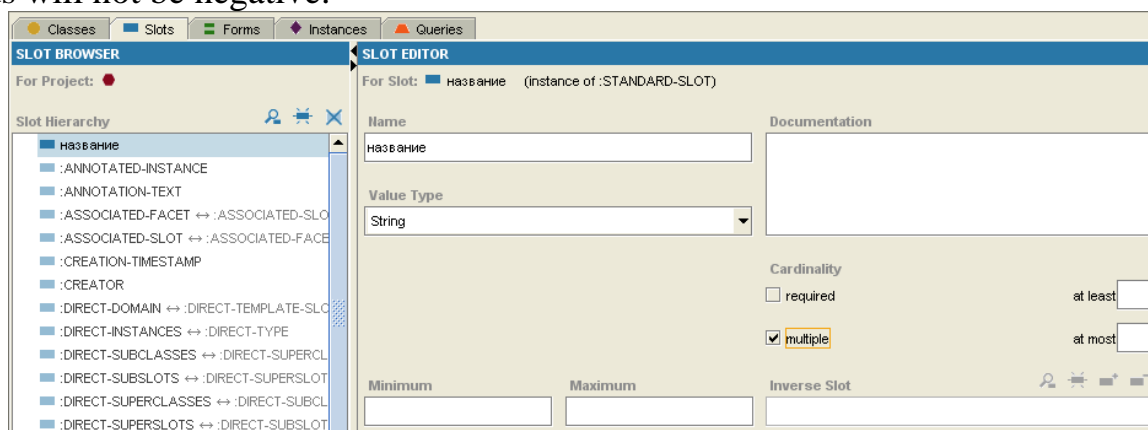 s will not be negative.
Classes Slots Forms Instances Queries
SLOT BROWSER
For Project:
Slot Hierarchy
название
:ANNOTATED-INSTANCE
:ANNOTATION-TEXT
:ASSOCIATED-FACET ↔ :ASSOCIATED-SLO
:ASSOCIATED-SLOT ↔ :ASSOCIATED-FACE
:CREATION-TIMESTAMP
:CREATOR
:DIRECT-DOMAIN ↔ :DIRECT-TEMPLATE-SLO
:DIRECT-INSTANCES ↔ :DIRECT-TYPE
:DIRECT-SUBCLASSES ↔ :DIRECT-SUPERCL
:DIRECT-SUBSLOTS ↔ :DIRECT-SUPERSLOT
:DIRECT-SUPERCLASSES ↔ :DIRECT-SUBCL
:DIRECT-SUPERSLOTS ↔ :DIRECT-SUBSLOT
SLOT EDITOR
For Slot: название (instance of :STANDARD-SLOT)
Name
название
Documentation
Value Type
String
Cardinality
required at least
multiple at most
Minimum Maximum Inverse Slot